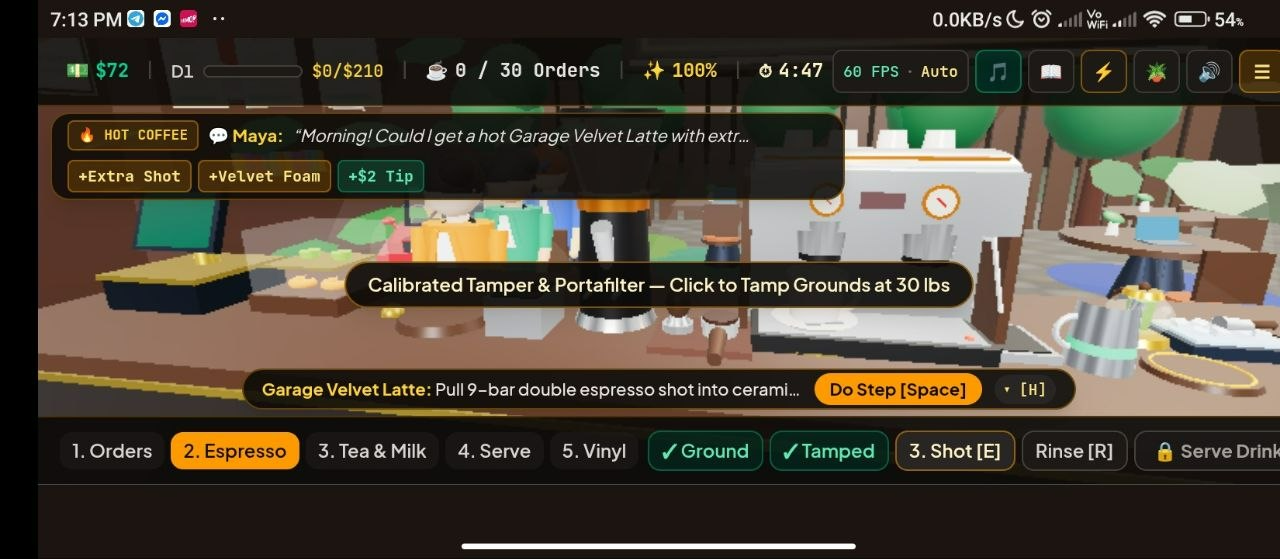 7:13 PM
0.0KB/s Vo WiFi 54%
$72 D1 $0/$210 0 / 30 Orders 100% 4:47 60 FPS · Auto
HOT COFFEE Maya: “Morning! Could I get a hot Garage Velvet Latte with extr...
+Extra Shot +Velvet Foam +$2 Tip
Calibrated Tamper & Portafilter — Click to Tamp Grounds at 30 lbs
Garage Velvet Latte: Pull 9-bar double espresso shot into cerami... Do Step [Space] ▾ [H]
1. Orders 2. Espresso 3. Tea & Milk 4. Serve 5. Vinyl ✓ Ground ✓ Tamped 3. Shot [E] Rinse [R] Serve Drink